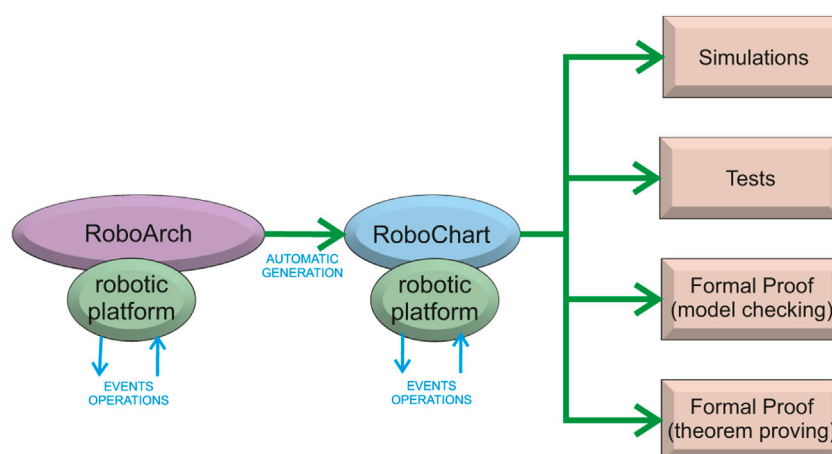 Simulations
Tests
RoboArch
AUTOMATIC
GENERATION
RoboChart
robotic
platform
robotic
platform
EVENTS
OPERATIONS
EVENTS
OPERATIONS
Formal Proof
(model checking)
Formal Proof
(theorem proving)